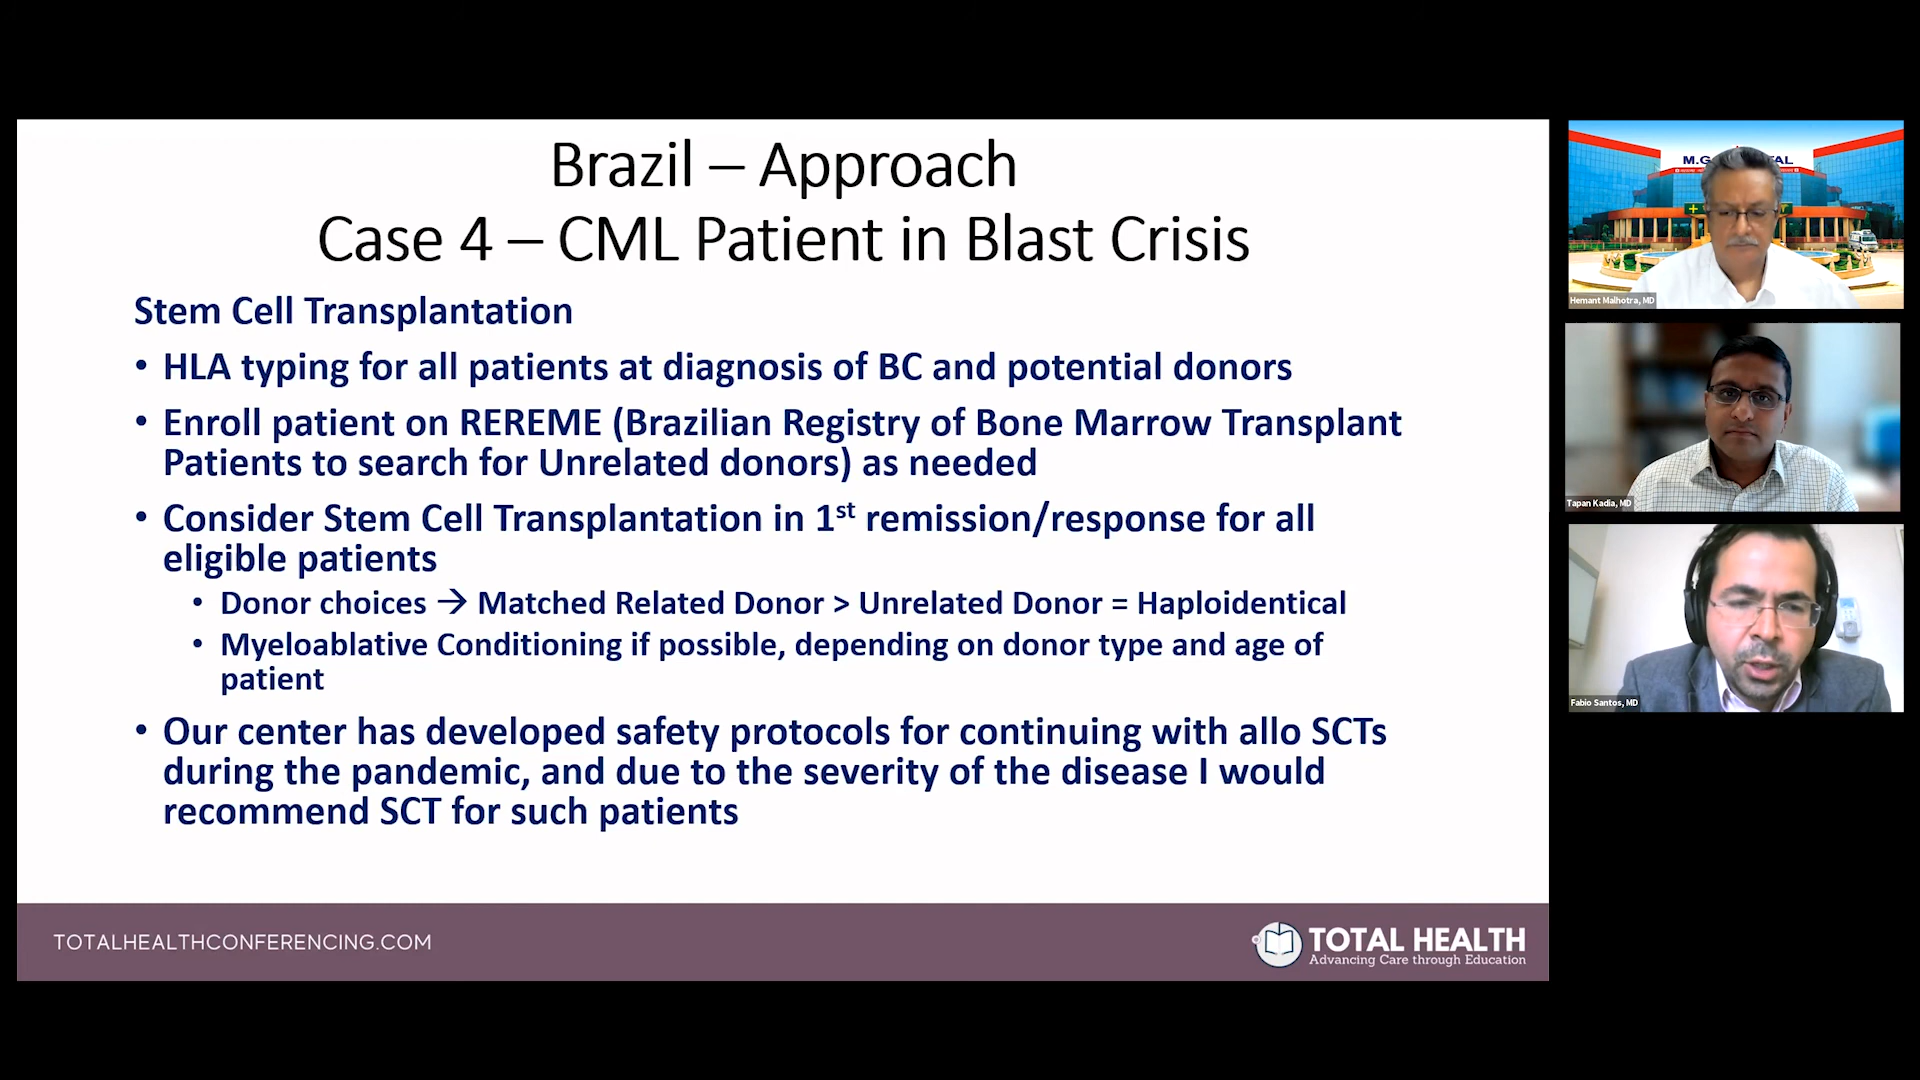 Brazil – Approach
Case 4 – CML Patient in Blast Crisis
Stem Cell Transplantation
• HLA typing for all patients at diagnosis of BC and potential donors
• Enroll patient on REREME (Brazilian Registry of Bone Marrow Transplant
Patients to search for Unrelated donors) as needed
• Consider Stem Cell Transplantation in 1st remission/response for all
eligible patients
• Donor choices → Matched Related Donor > Unrelated Donor = Haploidentical
• Myeloablative Conditioning if possible, depending on donor type and age of
patient
• Our center has developed safety protocols for continuing with allo SCTs
during the pandemic, and due to the severity of the disease I would
recommend SCT for such patients
TOTALHEALTHCONFERENCING.COM
TOTAL HEALTH
Advancing Care through Education
Hemant Malhotra, MD
Tapan Kadia, MD
Fabio Santos, MD